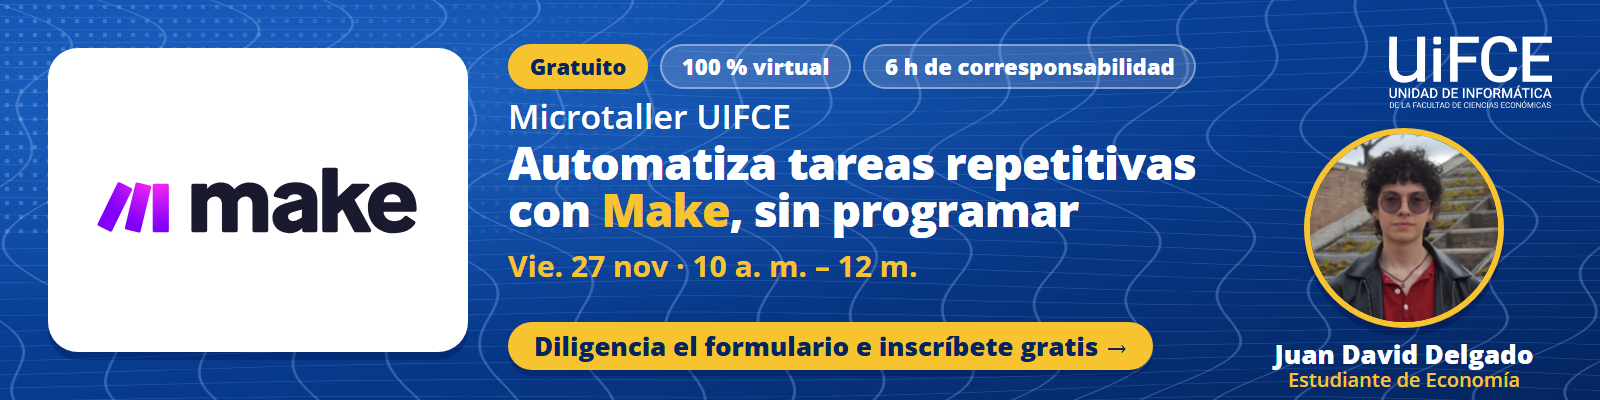 make
Gratuito
100 % virtual
6 h de corresponsabilidad
Microtaller UIFCE
Automatiza tareas repetitivas
con Make, sin programar
Vie. 27 nov · 10 a. m. – 12 m.
Diligencia el formulario e inscríbete gratis →
UiFCE
UNIDAD DE INFORMÁTICA
DE LA FACULTAD DE CIENCIAS ECONÓMICAS
Juan David Delgado
Estudiante de Economía